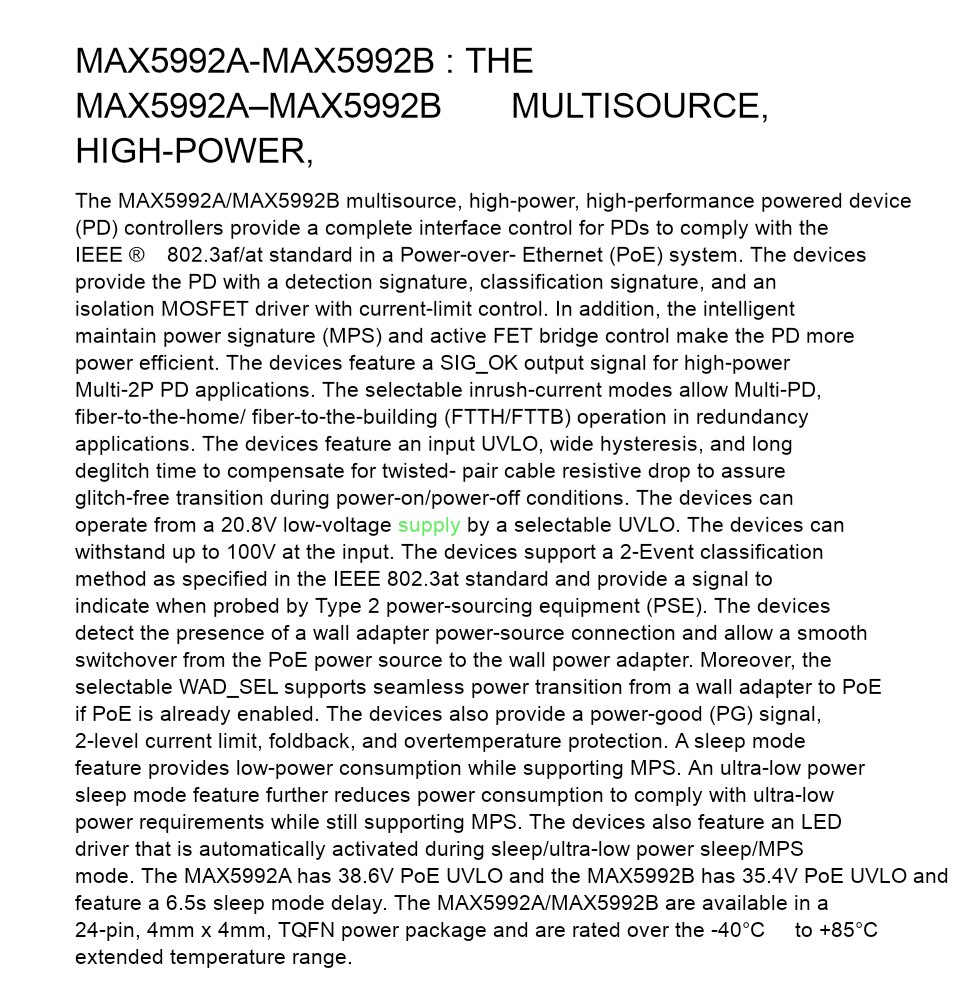 MAX5992A-MAX5992B : THE
MAX5992A–MAX5992B MULTISOURCE,
HIGH-POWER,
The MAX5992A/MAX5992B multisource, high-power, high-performance powered device
(PD) controllers provide a complete interface control for PDs to comply with the
IEEE ® 802.3af/at standard in a Power-over- Ethernet (PoE) system. The devices
provide the PD with a detection signature, classification signature, and an
isolation MOSFET driver with current-limit control. In addition, the intelligent
maintain power signature (MPS) and active FET bridge control make the PD more
power efficient. The devices feature a SIG_OK output signal for high-power
Multi-2P PD applications. The selectable inrush-current modes allow Multi-PD,
fiber-to-the-home/ fiber-to-the-building (FTTH/FTTB) operation in redundancy
applications. The devices feature an input UVLO, wide hysteresis, and long
deglitch time to compensate for twisted- pair cable resistive drop to assure
glitch-free transition during power-on/power-off conditions. The devices can
operate from a 20.8V low-voltage supply by a selectable UVLO. The devices can
withstand up to 100V at the input. The devices support a 2-Event classification
method as specified in the IEEE 802.3at standard and provide a signal to
indicate when probed by Type 2 power-sourcing equipment (PSE). The devices
detect the presence of a wall adapter power-source connection and allow a smooth
switchover from the PoE power source to the wall power adapter. Moreover, the
selectable WAD_SEL supports seamless power transition from a wall adapter to PoE
if PoE is already enabled. The devices also provide a power-good (PG) signal,
2-level current limit, foldback, and overtemperature protection. A sleep mode
feature provides low-power consumption while supporting MPS. An ultra-low power
sleep mode feature further reduces power consumption to comply with ultra-low
power requirements while still supporting MPS. The devices also feature an LED
driver that is automatically activated during sleep/ultra-low power sleep/MPS
mode. The MAX5992A has 38.6V PoE UVLO and the MAX5992B has 35.4V PoE UVLO and
feature a 6.5s sleep mode delay. The MAX5992A/MAX5992B are available in a
24-pin, 4mm x 4mm, TQFN power package and are rated over the -40°C to +85°C
extended temperature range.